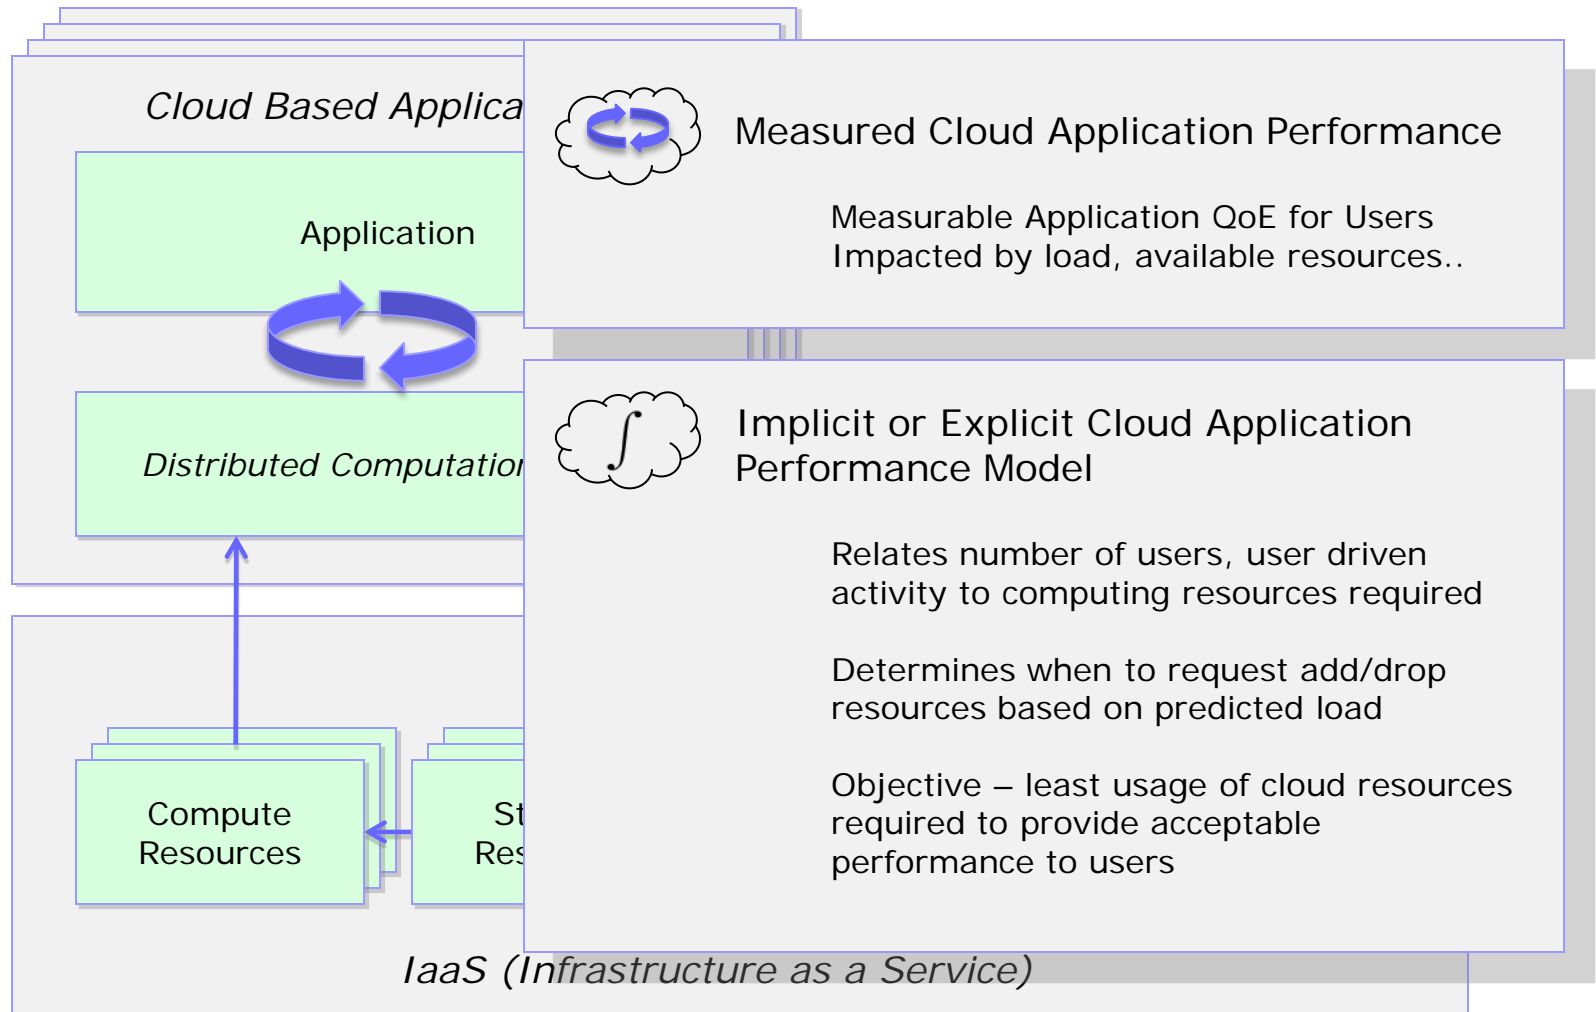 Cloud Based Applica
Application
Distributed Computation
Compute
Resources
St
Res
IaaS (Infrastructure as a Service)
Measured Cloud Application Performance
Measurable Application QoE for Users
Impacted by load, available resources..
∫
Implicit or Explicit Cloud Application
Performance Model
Relates number of users, user driven
activity to computing resources required
Determines when to request add/drop
resources based on predicted load
Objective – least usage of cloud resources
required to provide acceptable
performance to users